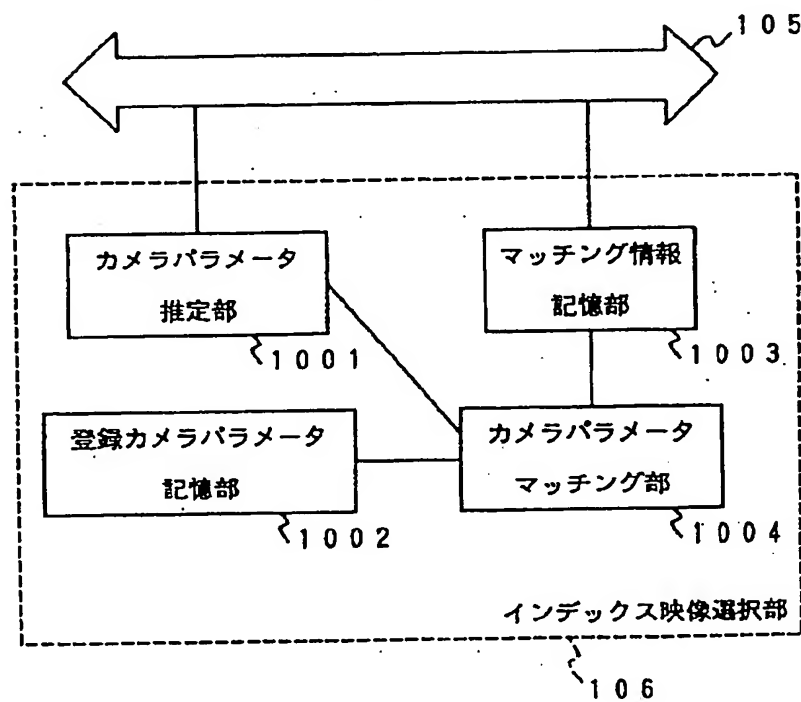 １０５
カメラパラメータ
推定部
１００１
マッチング情報
記憶部
１００３
登録カメラパラメータ
記憶部
１００２
カメラパラメータ
マッチング部
１００４
インデックス映像選択部
１０６